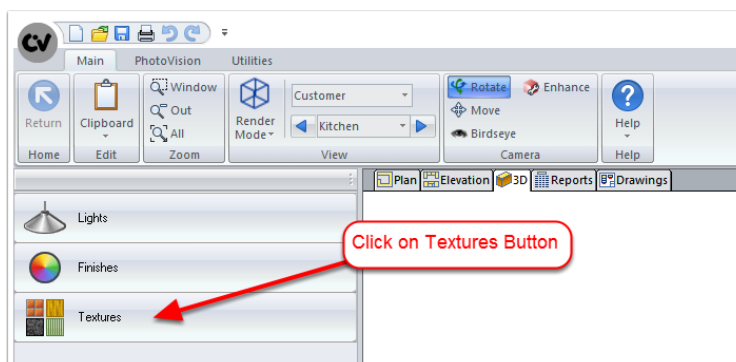 CV
Main PhotoVision Utilities
Return
Clipboard
Window
Out
All
Render
Mode
Customer
Kitchen
Rotate Enhance
Move
Birdseye
Help
Home Edit Zoom View Camera Help
Plan Elevation 3D Reports Drawings
Lights
Click on Textures Button
Finishes
Textures